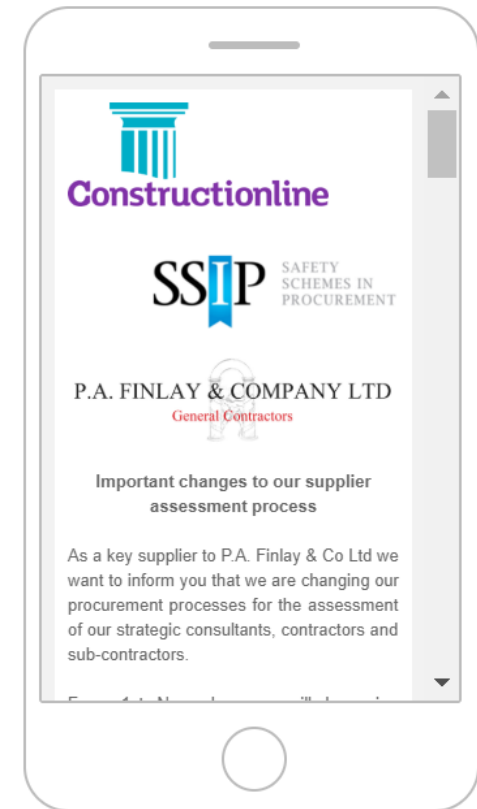 Constructionline
SSIP SAFETY
SCHEMES IN
PROCUREMENT
P.A. FINLAY & COMPANY LTD
General Contractors
Important changes to our supplier
assessment process
As a key supplier to P.A. Finlay & Co Ltd we
want to inform you that we are changing our
procurement processes for the assessment
of our strategic consultants, contractors and
sub-contractors.